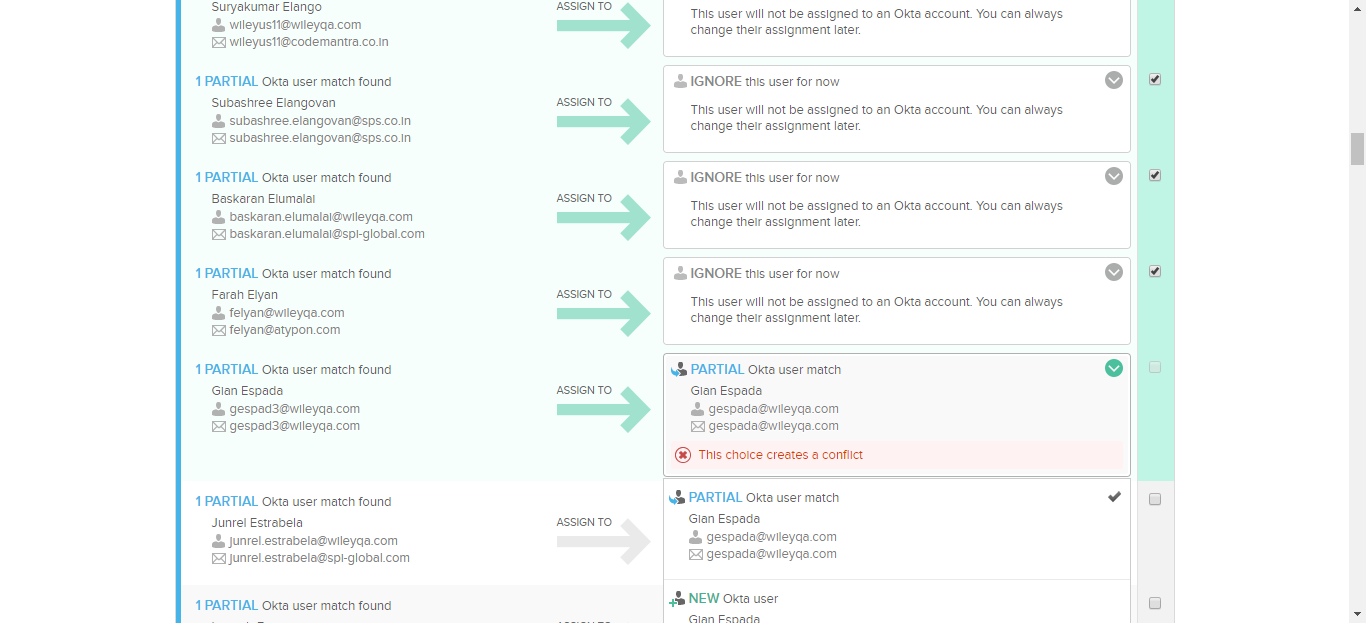 Suryakumar Elango
wileyus11@wileyqa.com
wileyus11@codemantra.co.in
ASSIGN TO
This user will not be assigned to an Okta account. You can always
change their assignment later.
1 PARTIAL Okta user match found
Subashree Elangovan
subashree.elangovan@sps.co.in
subashree.elangovan@sps.co.in
ASSIGN TO
IGNORE this user for now
This user will not be assigned to an Okta account. You can always
change their assignment later.
1 PARTIAL Okta user match found
Baskaran Elumalai
baskaran.elumalai@wileyqa.com
baskaran.elumalai@spi-global.com
ASSIGN TO
IGNORE this user for now
This user will not be assigned to an Okta account. You can always
change their assignment later.
1 PARTIAL Okta user match found
Farah Elyan
felyan@wileyqa.com
felyan@atypon.com
ASSIGN TO
IGNORE this user for now
This user will not be assigned to an Okta account. You can always
change their assignment later.
1 PARTIAL Okta user match found
Gian Espada
gespad3@wileyqa.com
gespad3@wileyqa.com
ASSIGN TO
PARTIAL Okta user match
Gian Espada
gespada@wileyqa.com
gespada@wileyqa.com
This choice creates a conflict
1 PARTIAL Okta user match found
Junrel Estrabela
junrel.estrabela@wileyqa.com
junrel.estrabela@spi-global.com
ASSIGN TO
PARTIAL Okta user match
Gian Espada
gespada@wileyqa.com
gespada@wileyqa.com
1 PARTIAL Okta user match found
NEW Okta user
Gian Espada